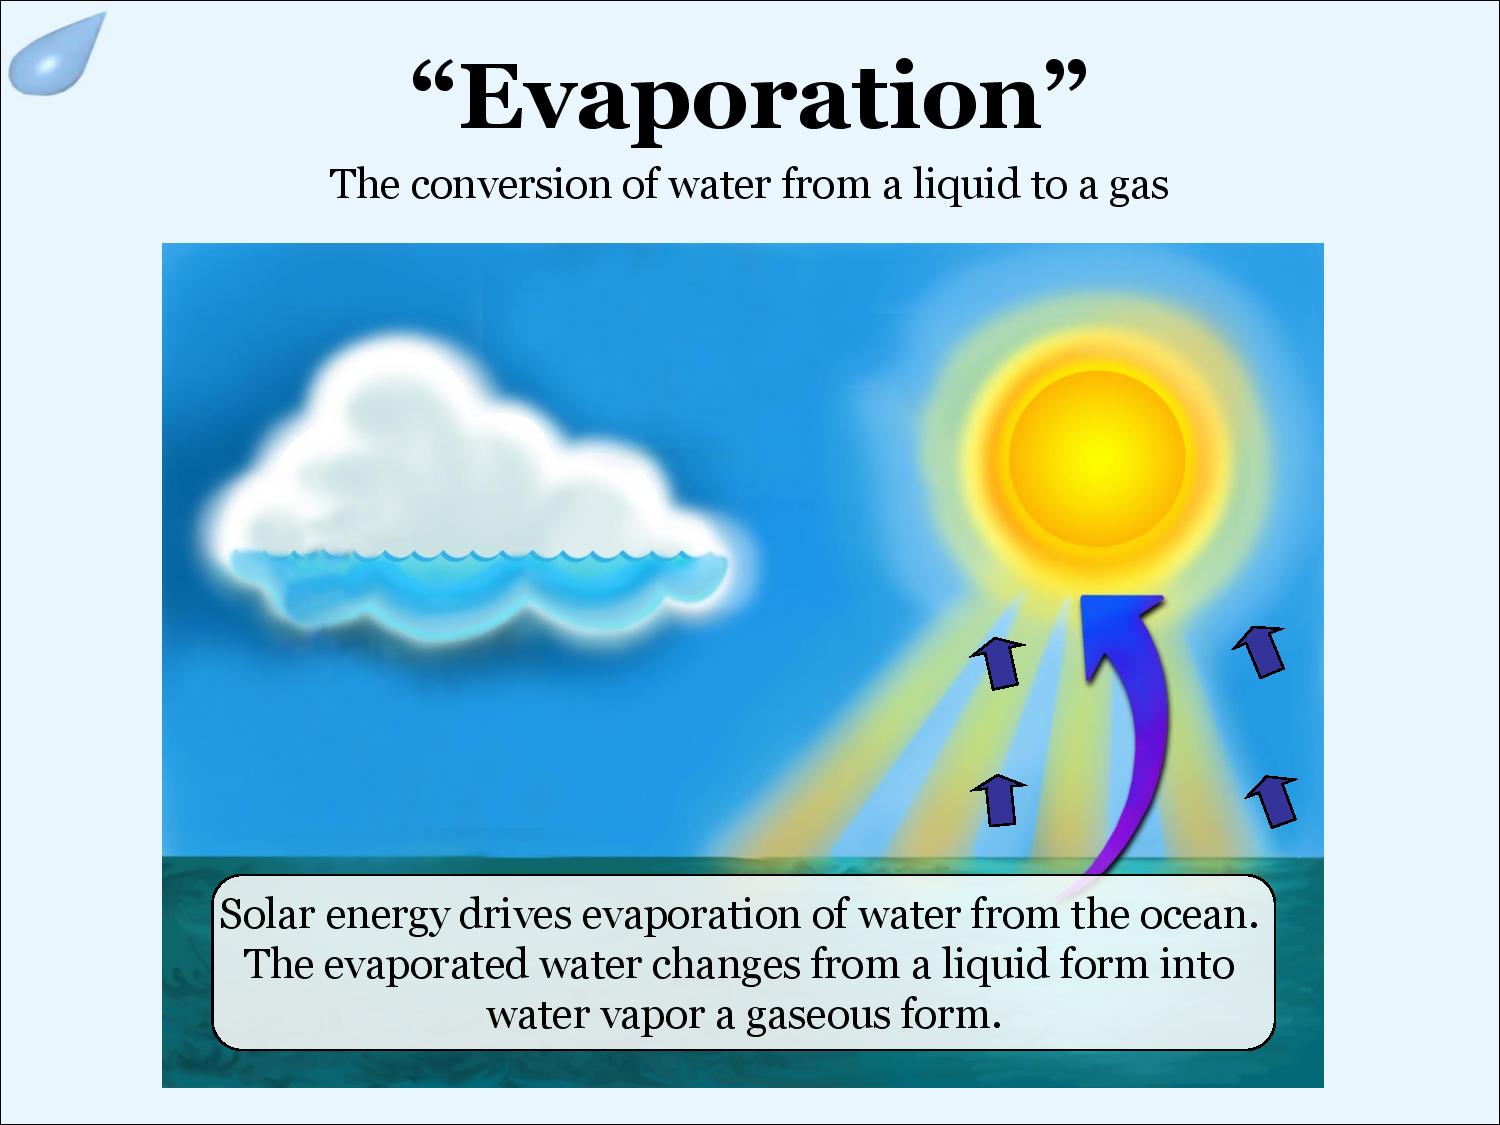 “Evaporation”
The conversion of water from a liquid to a gas
Solar energy drives evaporation of water from the ocean.
The evaporated water changes from a liquid form into
water vapor a gaseous form.